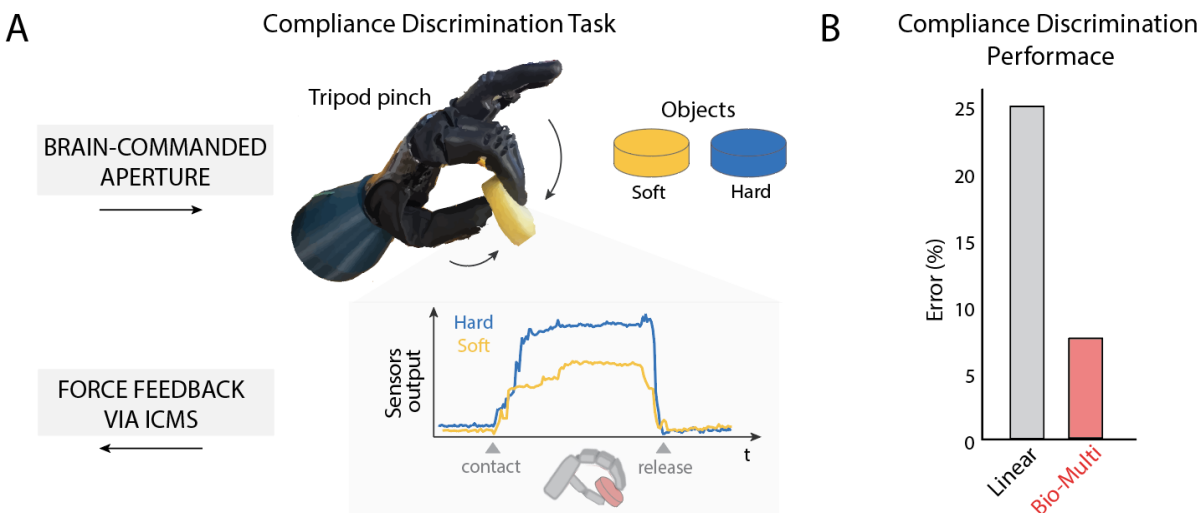 A
Compliance Discrimination Task
Tripod pinch
BRAIN-COMMANDED
APERTURE
Objects
Soft
Hard
Hard
Soft
Sensors
output
FORCE FEEDBACK
VIA ICMS
contact
release
t
B
Compliance Discrimination
Performace
Error (%)
25
20
15
10
5
0
Linear
Bio-Multi